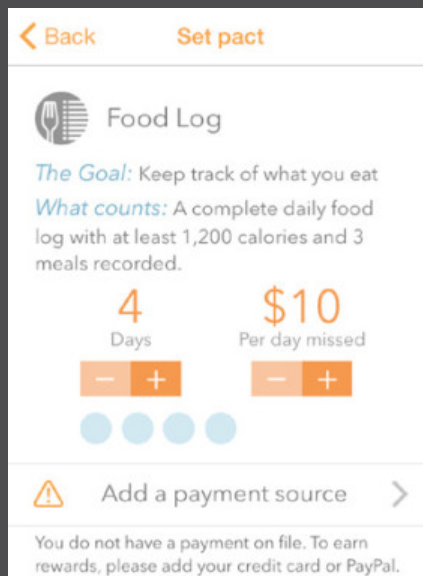 Back Set pact
Food Log
The Goal: Keep track of what you eat
What counts: A complete daily food
log with at least 1,200 calories and 3
meals recorded.
4 $10
Days Per day missed
− + − +
Add a payment source
You do not have a payment on file. To earn
rewards, please add your credit card or PayPal.